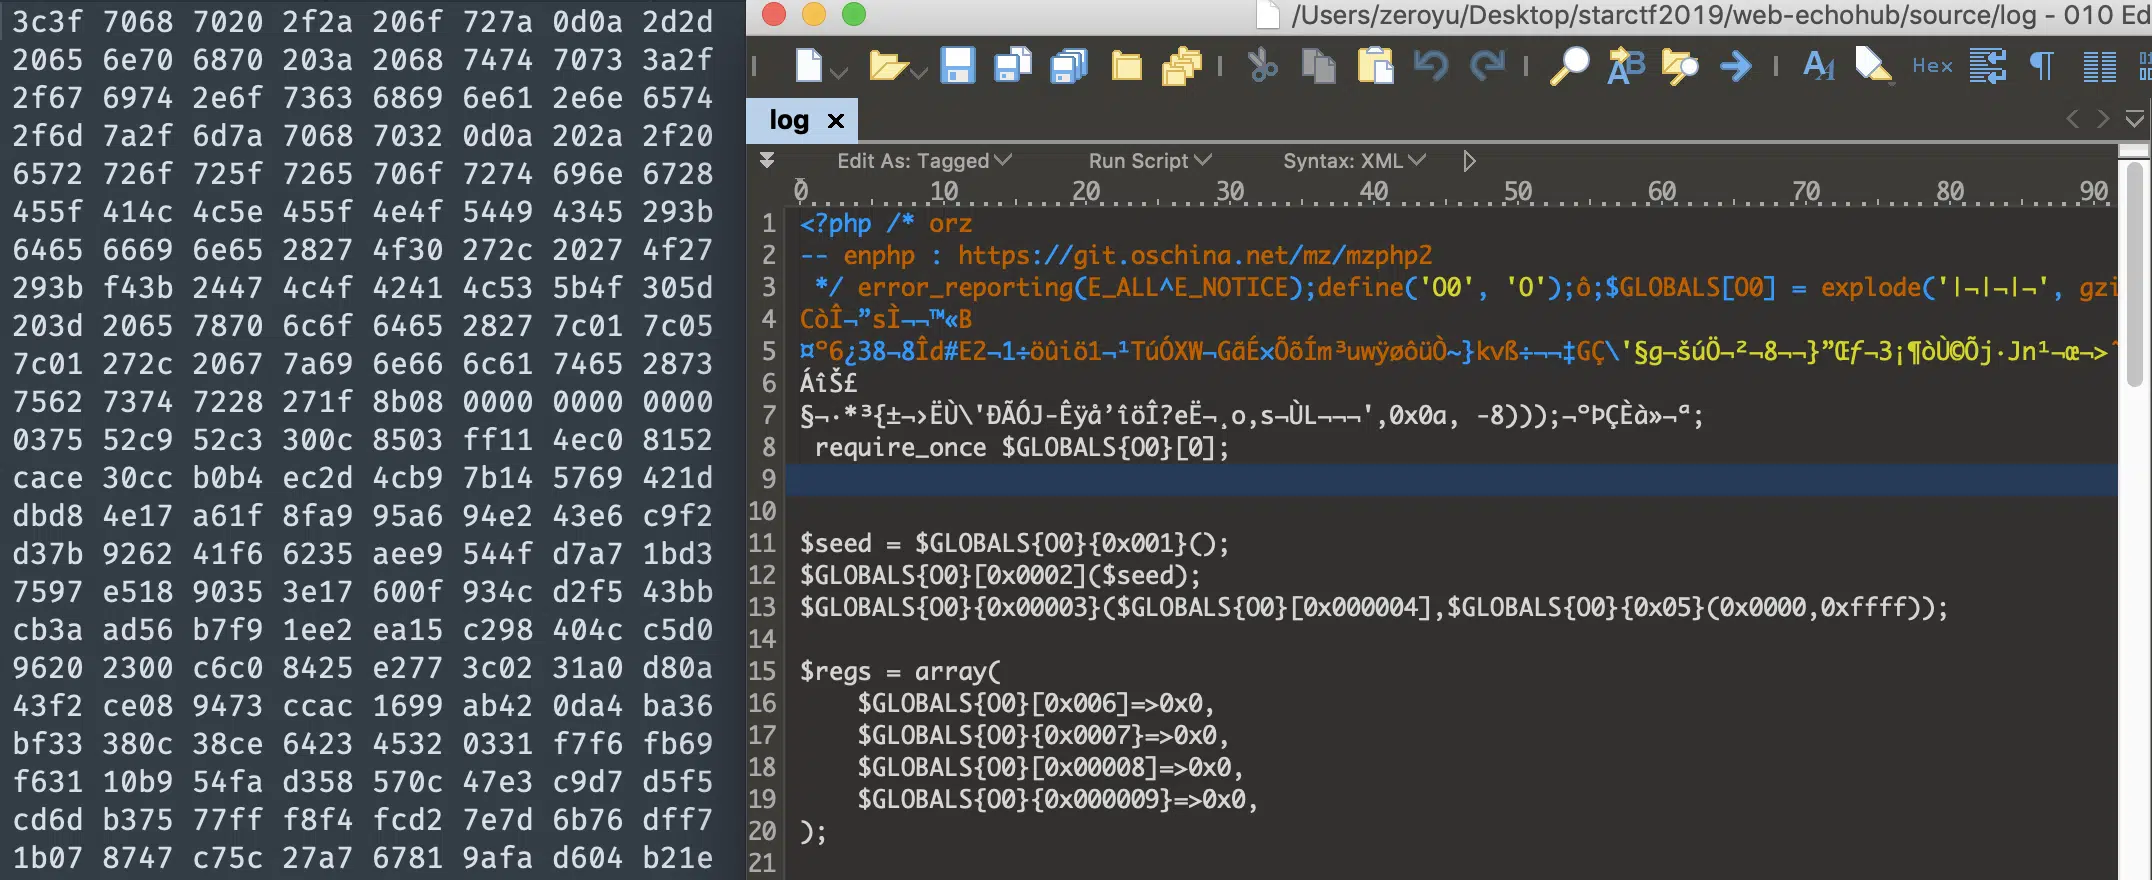 3c3f 7068 7020 2f2a 206f 727a 0d0a 2d2d
2065 6e70 6870 203a 2068 7474 7073 3a2f
2f67 6974 2e6f 7363 6869 6e61 2e6e 6574
2f6d 7a2f 6d7a 7068 7032 0d0a 202a 2f20
6572 726f 725f 7265 706f 7274 696e 6728
455f 414c 4c5e 455f 4e4f 5449 4345 293b
6465 6669 6e65 2827 4f30 272c 2027 4f27
293b f43b 2447 4c4f 4241 4c53 5b4f 305d
203d 2065 7870 6c6f 6465 2827 7c01 7c05
7c01 272c 2067 7a69 6e66 6c61 7465 2873
7562 7374 7228 271f 8b08 0000 0000 0000
0375 52c9 52c3 300c 8503 ff11 4ec0 8152
cace 30cc b0b4 ec2d 4cb9 7b14 5769 421d
dbd8 4e17 a61f 8fa9 95a6 94e2 43e6 c9f2
d37b 9262 41f6 6235 aee9 544f d7a7 1bd3
7597 e518 9035 3e17 600f 934c d2f5 43bb
cb3a ad56 b7f9 1ee2 ea15 c298 404c c5d0
9620 2300 c6c0 8425 e277 3c02 31a0 d80a
43f2 ce08 9473 ccac 1699 ab42 0da4 ba36
bf33 380c 38ce 6423 4532 0331 f7f6 fb69
f631 10b9 54fa d358 570c 47e3 c9d7 d5f5
cd6d b375 77ff f8f4 fcd2 7e7d 6b76 dff7
1b07 8747 c75c 27a7 6781 9afa d604 b21e
/Users/zeroyu/Desktop/starctf2019/web-echohub/source/log - 010 Ed
Hex
log ×
Edit As: Tagged Run Script Syntax: XML
0 10 20 30 40 50 60 70 80 90
1 <?php /* orz
2 -- enphp : https://git.oschina.net/mz/mzphp2
3 */ error_reporting(E_ALL^E_NOTICE);define('O0', 'O');ô;$GLOBALS[O0] = explode('|¬|¬|¬', gzi
4 CòÎ¬”sÌ¬¬™«B
5 ¤º6¿38¬8Îd#E2¬1÷öûiö1¬¹TúÓXW¬GãÉ×ÕõÍm³uwÿøôüÒ~}kvß÷¬¬‡GÇ\'§g¬šúÖ¬²¬8¬¬}”Œƒ¬3¡¶òÙ©Õj·Jn¹¬œ¬>
6 ÁîŠ£
7 §¬·*³{±¬›ËÙ\'ÐÃÓJ-Êÿå’îöÎ?eË¬¸o‚s¬ÙL¬¬¬',0x0a, -8)));¬ºÞÇÈà»¬ª;
8 require_once $GLOBALS{O0}[0];
9
10
11 $seed = $GLOBALS{O0}{0x001}();
12 $GLOBALS{O0}[0x0002]($seed);
13 $GLOBALS{O0}{0x00003}($GLOBALS{O0}[0x000004],$GLOBALS{O0}{0x05}(0x0000,0xffff));
14
15 $regs = array(
16 $GLOBALS{O0}[0x006]=>0x0,
17 $GLOBALS{O0}{0x0007}=>0x0,
18 $GLOBALS{O0}[0x00008]=>0x0,
19 $GLOBALS{O0}{0x000009}=>0x0,
20 );
21